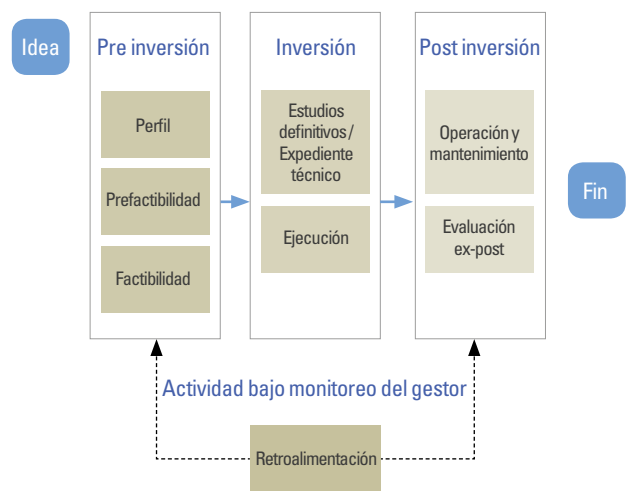 Idea
Pre inversión
Perfil
Prefactibilidad
Factibilidad
Inversión
Estudios
definitivos /
Expediente
técnico
Ejecución
Post inversión
Operación y
mantenimiento
Evaluación
ex-post
Fin
Actividad bajo monitoreo del gestor
Retroalimentación